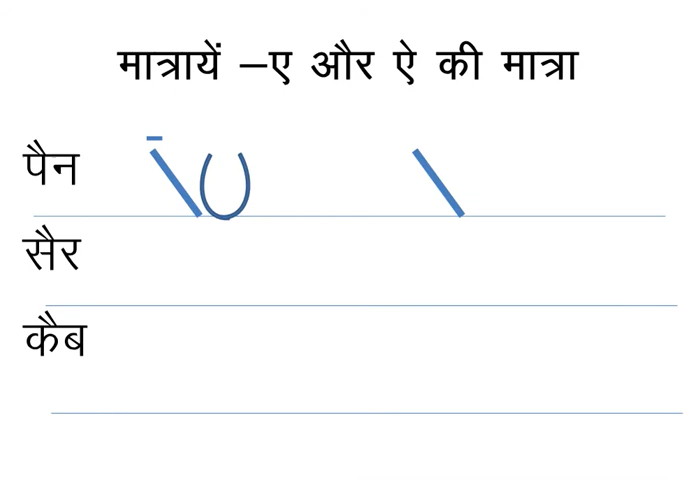 मात्रायें –ए और ऐ की मात्रा
पैन
सैर
कैब